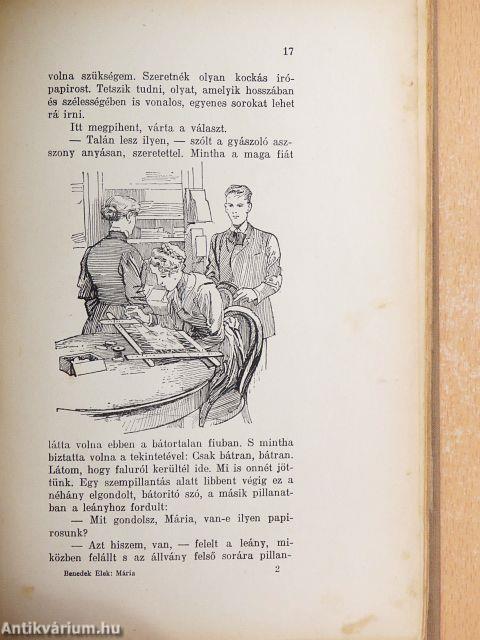 17
volna szükségem. Szeretnék olyan kockás iró-
papirost. Tetszik tudni, olyat, amelyik hosszában
és szélességében is vonalos, egyenes sorokat lehet
rá irni.
Itt megpihent, várta a választ.
— Talán lesz ilyen, — szólt a gyászoló asz-
szony anyásan, szeretettel. Mintha a maga fiát
látta volna ebben a bátortalan fiuban. S mintha
biztatta volna a tekintetével: Csak bátran, bátran.
Látom, hogy faluról kerültél ide. Mi is onnét jöt-
tünk. Egy szempillantás alatt libbent végig ez a
néhány elgondolt, bátoritó szó, a másik pillanat-
ban a leányhoz fordult:
— Mit gondolsz, Mária, van-e ilyen papi-
rosunk?
— Azt hiszem, van, — felelt a leány, mi-
közben felállt s az állvány felső sorára pillan-
Benedek Elek: Mária 2
Antikvárium.hu